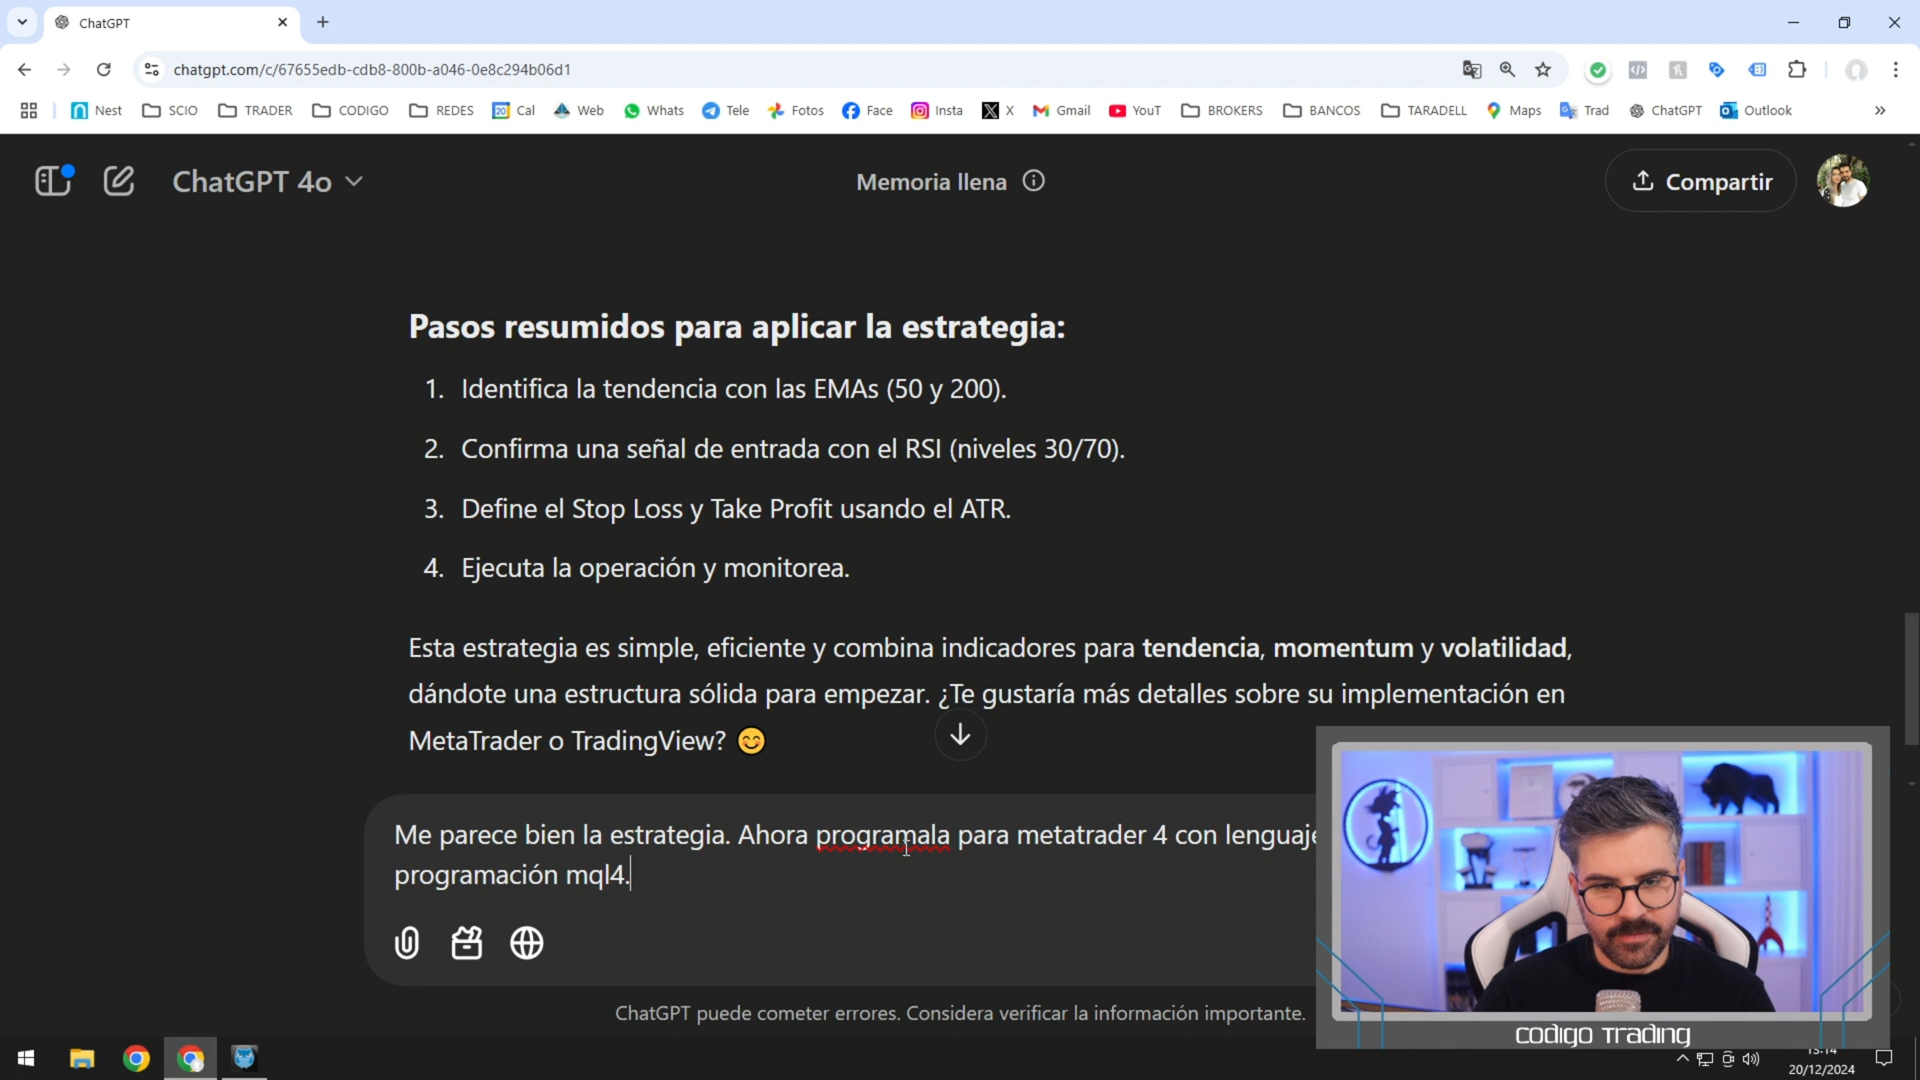 ChatGPT
chatgpt.com/c/67655edb-cdb8-800b-a046-0e8c294b06d1
Nest SCIO TRADER CODIGO REDES Cal Web Whats Tele Fotos Face Insta X Gmail YouT BROKERS BANCOS TARADELL Maps Trad ChatGPT Outlook
ChatGPT 4o
Memoria llena
Compartir
Pasos resumidos para aplicar la estrategia:
1. Identifica la tendencia con las EMAs (50 y 200).
2. Confirma una señal de entrada con el RSI (niveles 30/70).
3. Define el Stop Loss y Take Profit usando el ATR.
4. Ejecuta la operación y monitorea.
Esta estrategia es simple, eficiente y combina indicadores para tendencia, momentum y volatilidad,
dándote una estructura sólida para empezar. ¿Te gustaría más detalles sobre su implementación en
MetaTrader o TradingView? 😊
Me parece bien la estrategia. Ahora programala para metatrader 4 con lenguaje
programación mql4.
ChatGPT puede cometer errores. Considera verificar la información importante.
CODIGO TRADING
20/12/2024